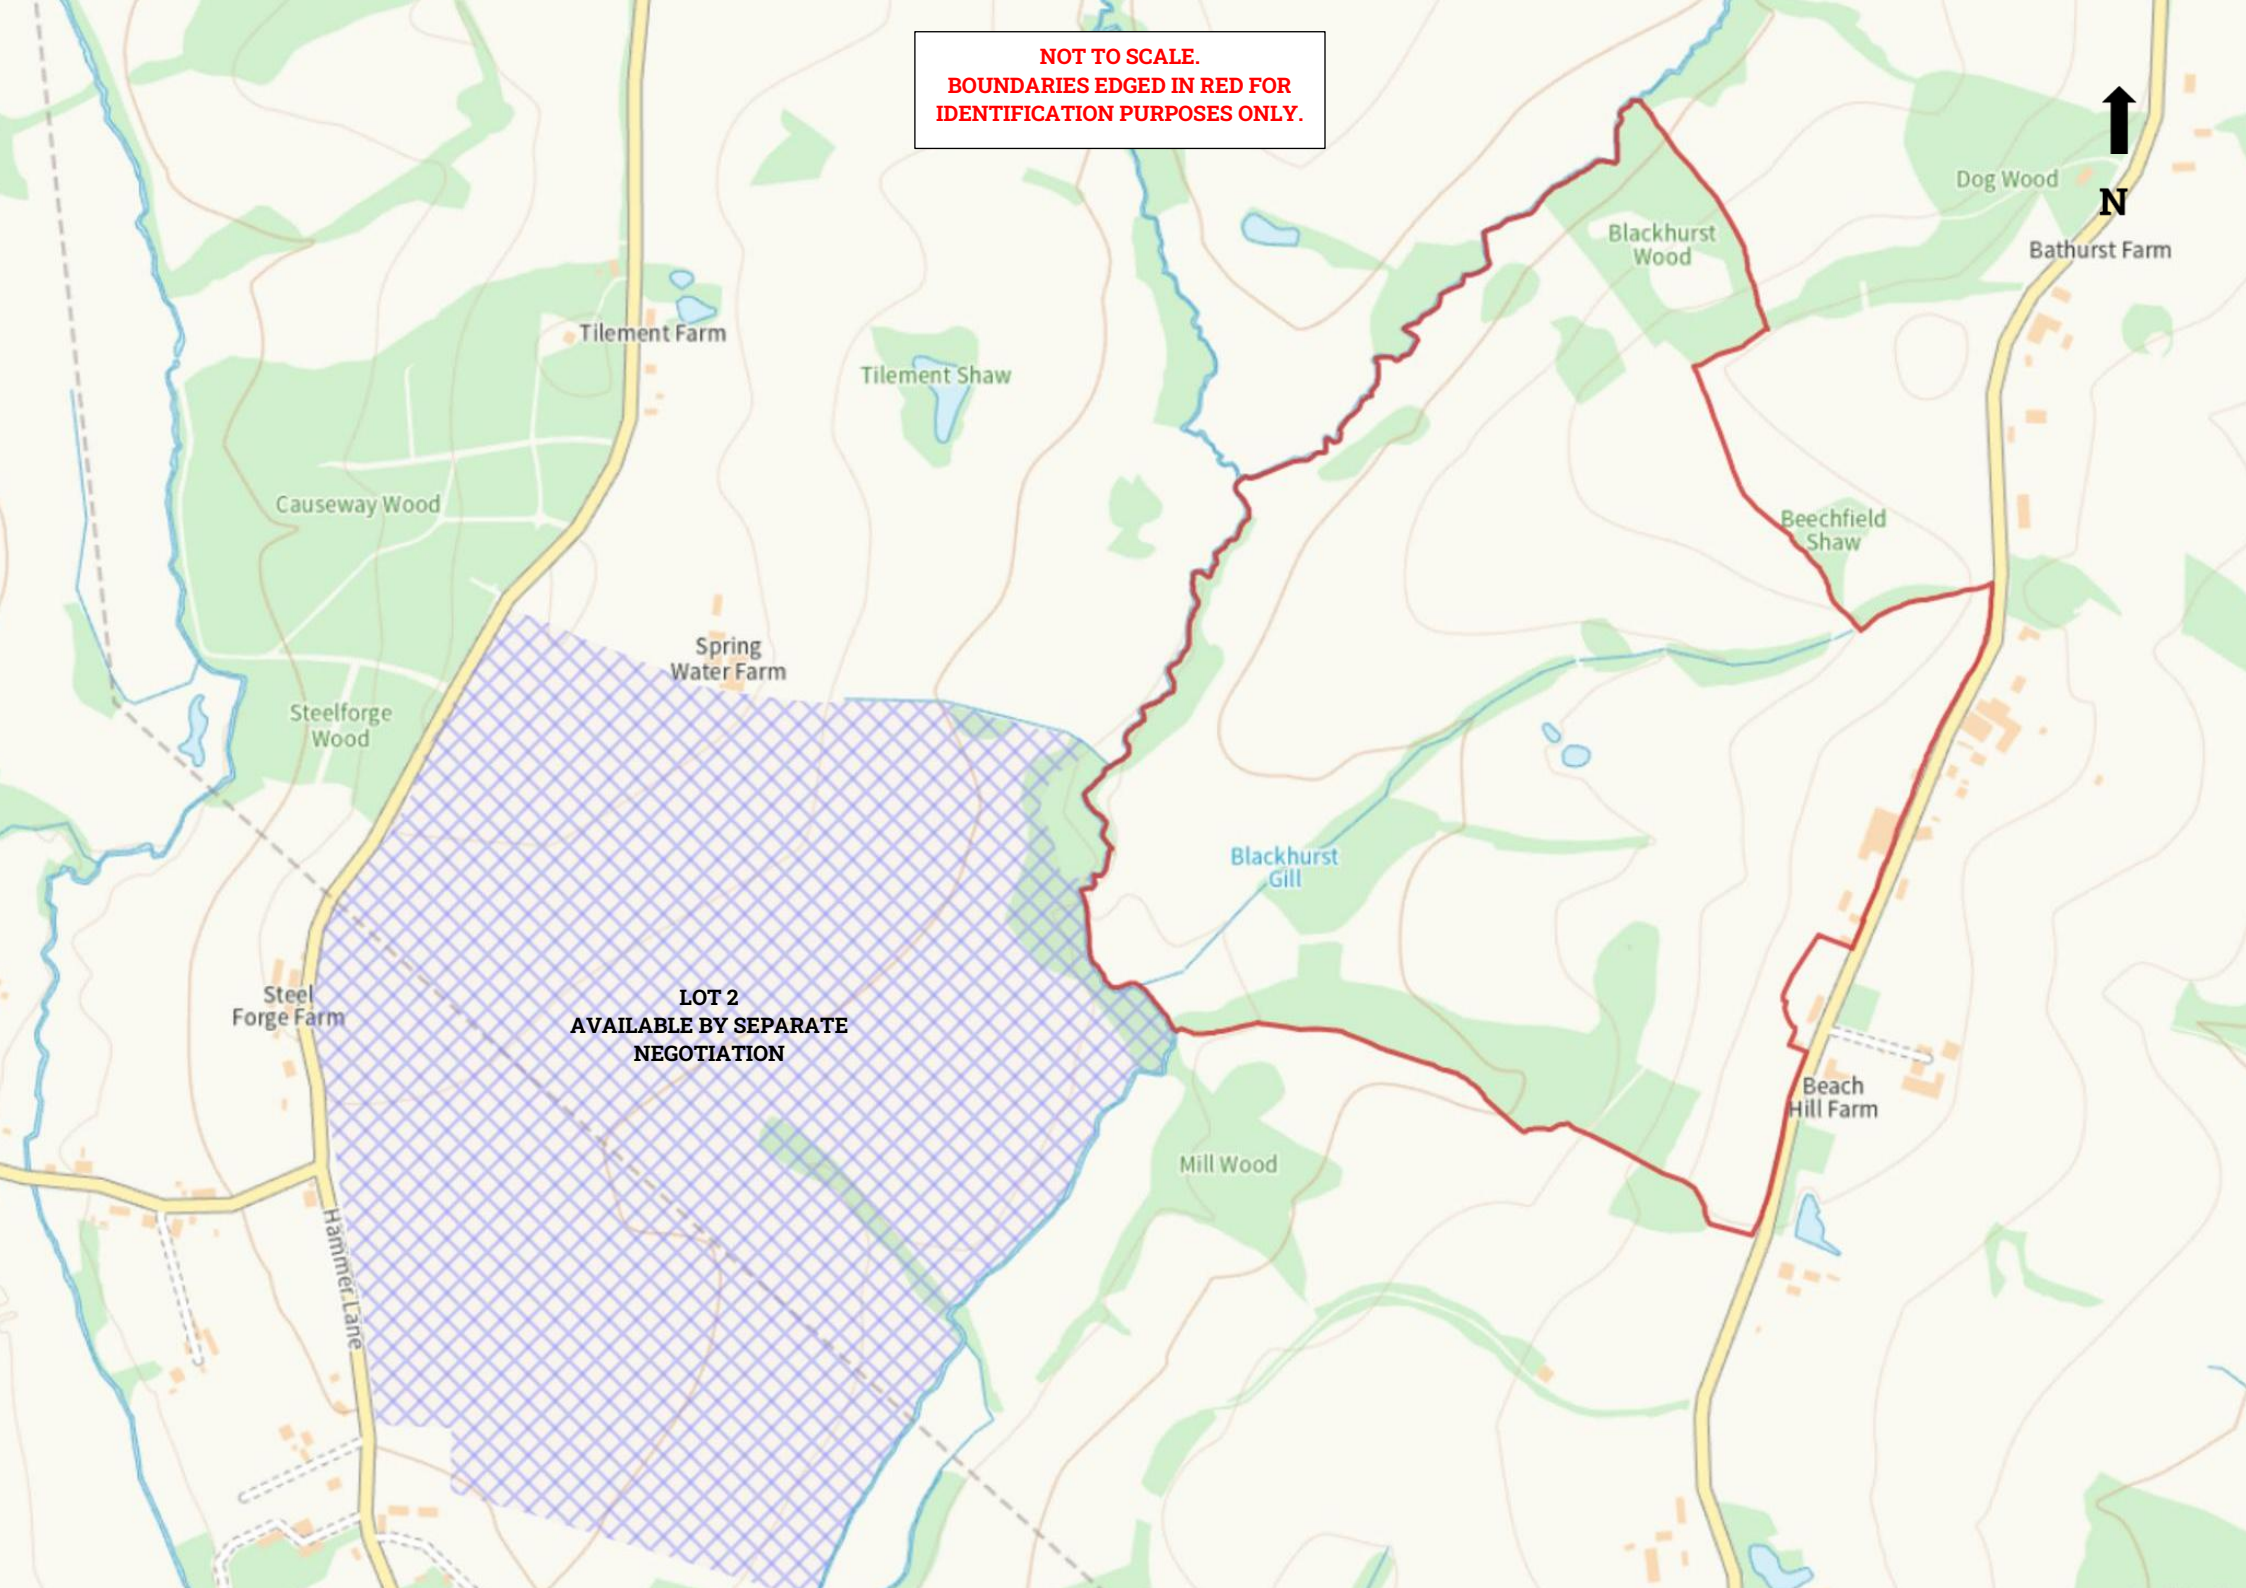 NOT TO SCALE.
BOUNDARIES EDGED IN RED FOR
IDENTIFICATION PURPOSES ONLY.
Dog Wood
N
Blackhurst
Wood
Bathurst Farm
Tilement Farm
Tilement Shaw
Causeway Wood
Beechfield
Shaw
Spring
Water Farm
Steelforge
Wood
Blackhurst
Gill
Steel
Forge Farm
LOT 2
AVAILABLE BY SEPARATE
NEGOTIATION
Beach
Hill Farm
Mill Wood
Hammer Lane